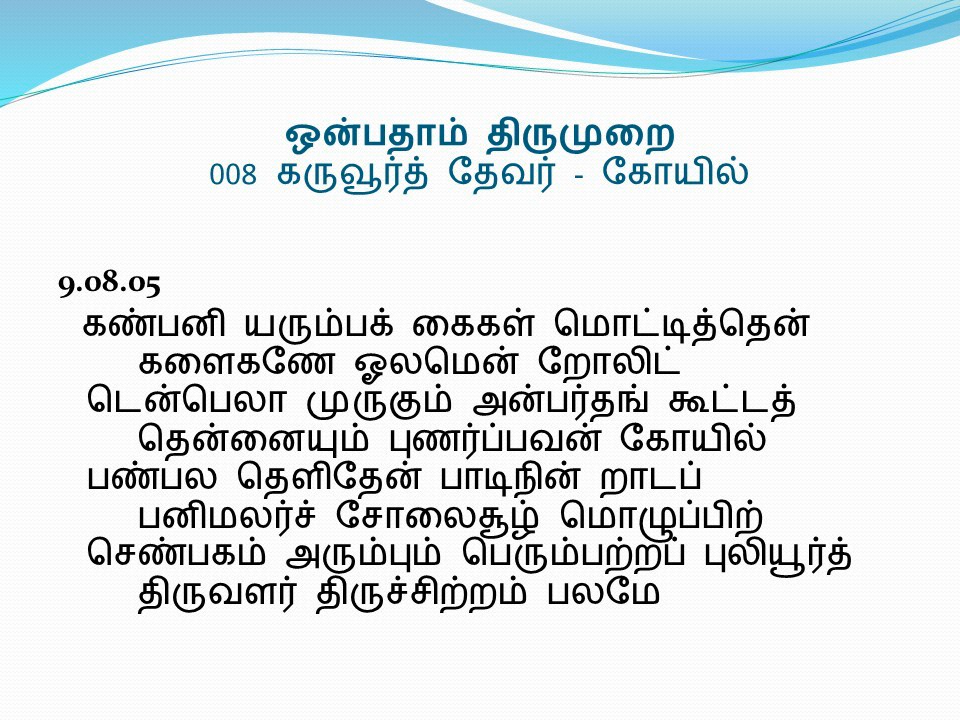 ஒன்பதாம் திருமுறை
008 கருவூர்த் தேவர் - கோயில்
9.08.05
கண்பனி யரும்பக் கைகள் மொட்டித்தென்
களைகணே ஓலமென் றோலிட்
டென்பெலா முருகும் அன்பர்தங் கூட்டத்
தென்னையும் புணர்ப்பவன் கோயில்
பண்பல தெளிதேன் பாடிநின் றாடப்
பனிமலர்ச் சோலைசூழ் மொழுப்பிற்
செண்பகம் அரும்பும் பெரும்பற்றப் புலியூர்த்
திருவளர் திருச்சிற்றம் பலமே